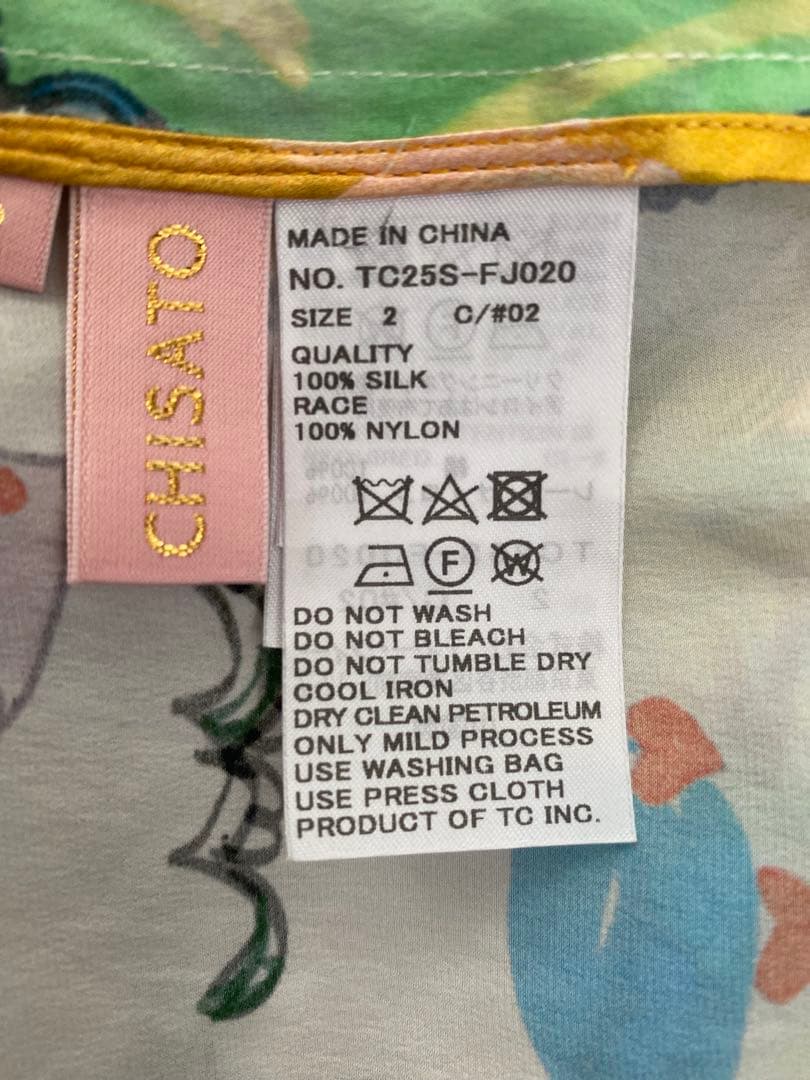 CHISATO
MADE IN CHINA
NO. TC25S-FJ020
SIZE 2 C/#02
QUALITY
100% SILK
RACE
100% NYLON
F
W
DO NOT WASH
DO NOT BLEACH
DO NOT TUMBLE DRY
COOL IRON
DRY CLEAN PETROLEUM
ONLY MILD PROCESS
USE WASHING BAG
USE PRESS CLOTH
PRODUCT OF TC INC.